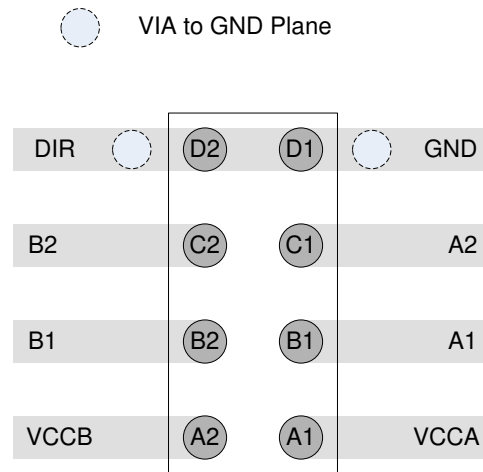 VIA to GND Plane
DIR D2 D1 GND
B2 C2 C1 A2
B1 B2 B1 A1
VCCB A2 A1 VCCA